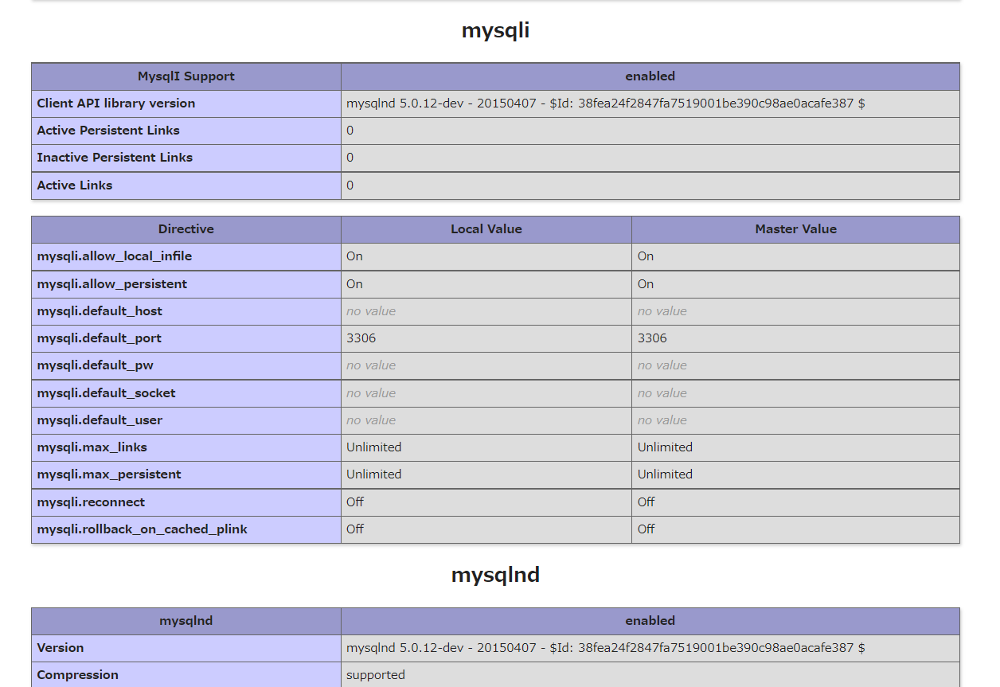 mysqli
MysqlI Support enabled
Client API library version mysqlnd 5.0.12-dev - 20150407 - $Id: 38fea24f2847fa7519001be390c98ae0acafe387 $
Active Persistent Links 0
Inactive Persistent Links 0
Active Links 0
Directive Local Value Master Value
mysqli.allow_local_infile On On
mysqli.allow_persistent On On
mysqli.default_host no value no value
mysqli.default_port 3306 3306
mysqli.default_pw no value no value
mysqli.default_socket no value no value
mysqli.default_user no value no value
mysqli.max_links Unlimited Unlimited
mysqli.max_persistent Unlimited Unlimited
mysqli.reconnect Off Off
mysqli.rollback_on_cached_plink Off Off
mysqlnd
mysqlnd enabled
Version mysqlnd 5.0.12-dev - 20150407 - $Id: 38fea24f2847fa7519001be390c98ae0acafe387 $
Compression supported